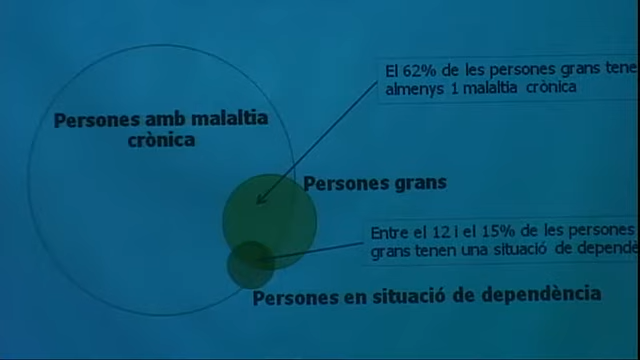 El 62% de les persones grans
almenys 1 malaltia crònica
Persones amb malaltia
crònica
Persones grans
Entre el 12 i el 15% de les persones
grans tenen una situació de
Persones en situació de dependència